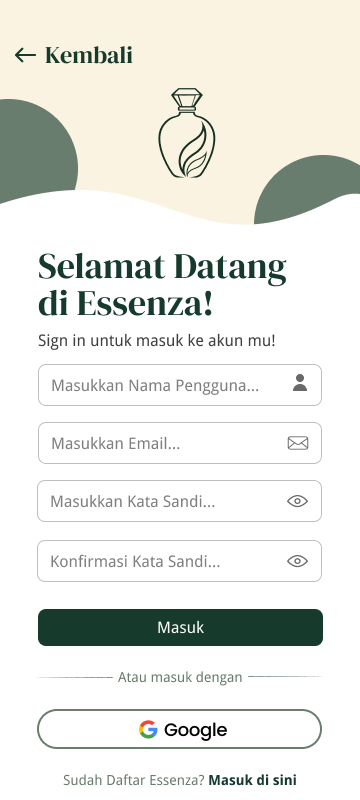 Kembali
Selamat Datang
di Essenza!
Sign in untuk masuk ke akun mu!
Masukkan Nama Pengguna...
Masukkan Email...
Masukkan Kata Sandi...
Konfirmasi Kata Sandi...
Masuk
Atau masuk dengan
Google
Sudah Daftar Essenza? Masuk di sini